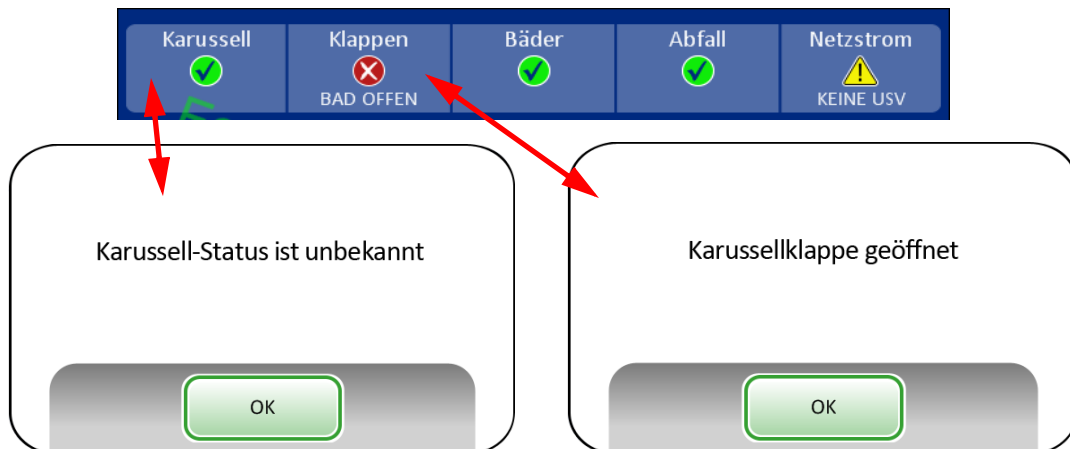 Karussell
Klappen
BAD OFFEN
Bäder
Abfall
Netzstrom
KEINE USV
Karussell-Status ist unbekannt
OK
Karussellklappe geöffnet
OK